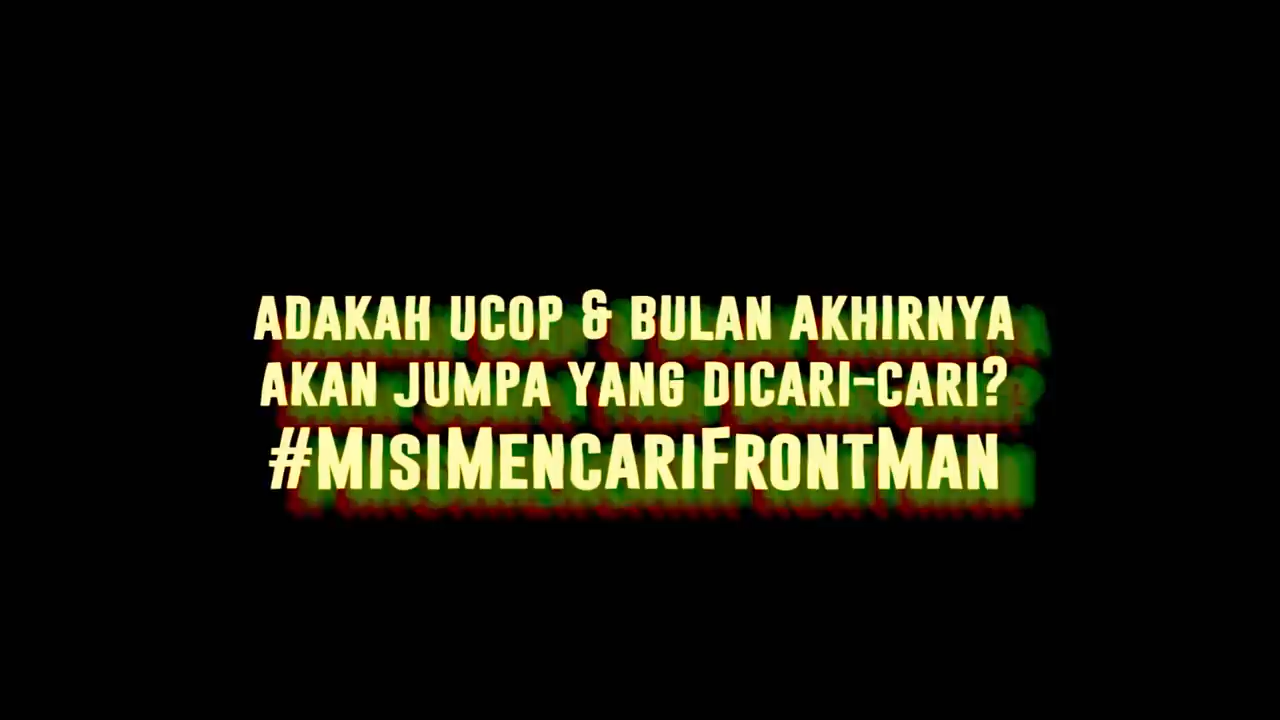 ADAKAH UCOP & BULAN AKHIRNYA
AKAN JUMPA YANG DICARI-CARI?
#MISIMENCARIFRONTMAN